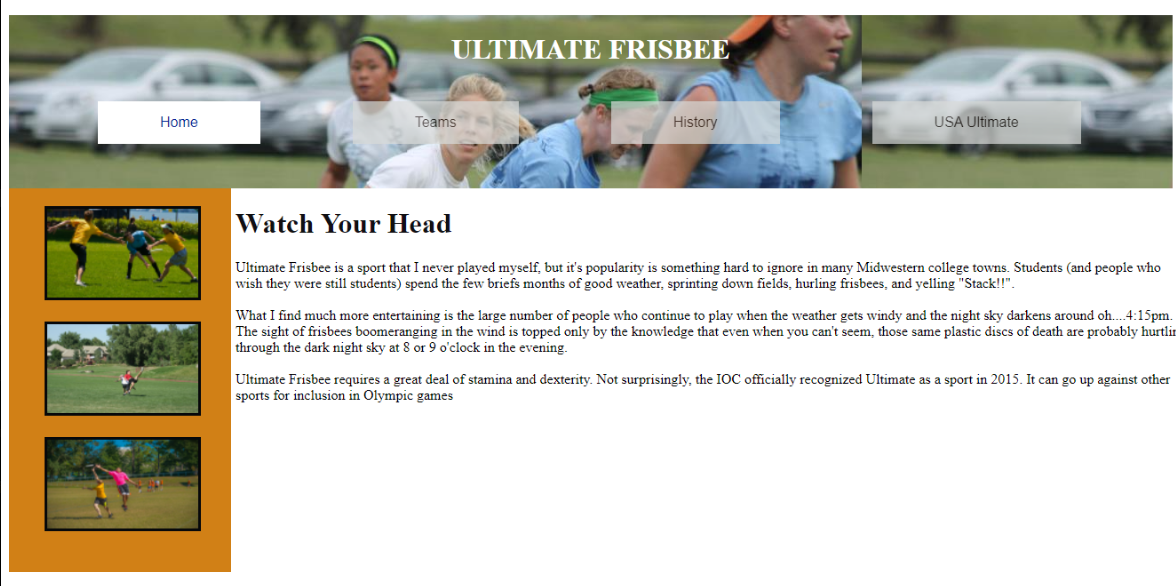 ULTIMATE FRISBEE
Home
Teams
History
USA Ultimate
Watch Your Head
Ultimate Frisbee is a sport that I never played myself, but it's popularity is something hard to ignore in many Midwestern college towns. Students (and people who
wish they were still students) spend the few briefs months of good weather, sprinting down fields, hurling frisbees, and yelling "Stack!!".
What I find much more entertaining is the large number of people who continue to play when the weather gets windy and the night sky darkens around oh....4:15pm.
The sight of frisbees boomeranging in the wind is topped only by the knowledge that even when you can't seem, those same plastic discs of death are probably hurtlin
through the dark night sky at 8 or 9 o'clock in the evening.
Ultimate Frisbee requires a great deal of stamina and dexterity. Not surprisingly, the IOC officially recognized Ultimate as a sport in 2015. It can go up against other
sports for inclusion in Olympic games